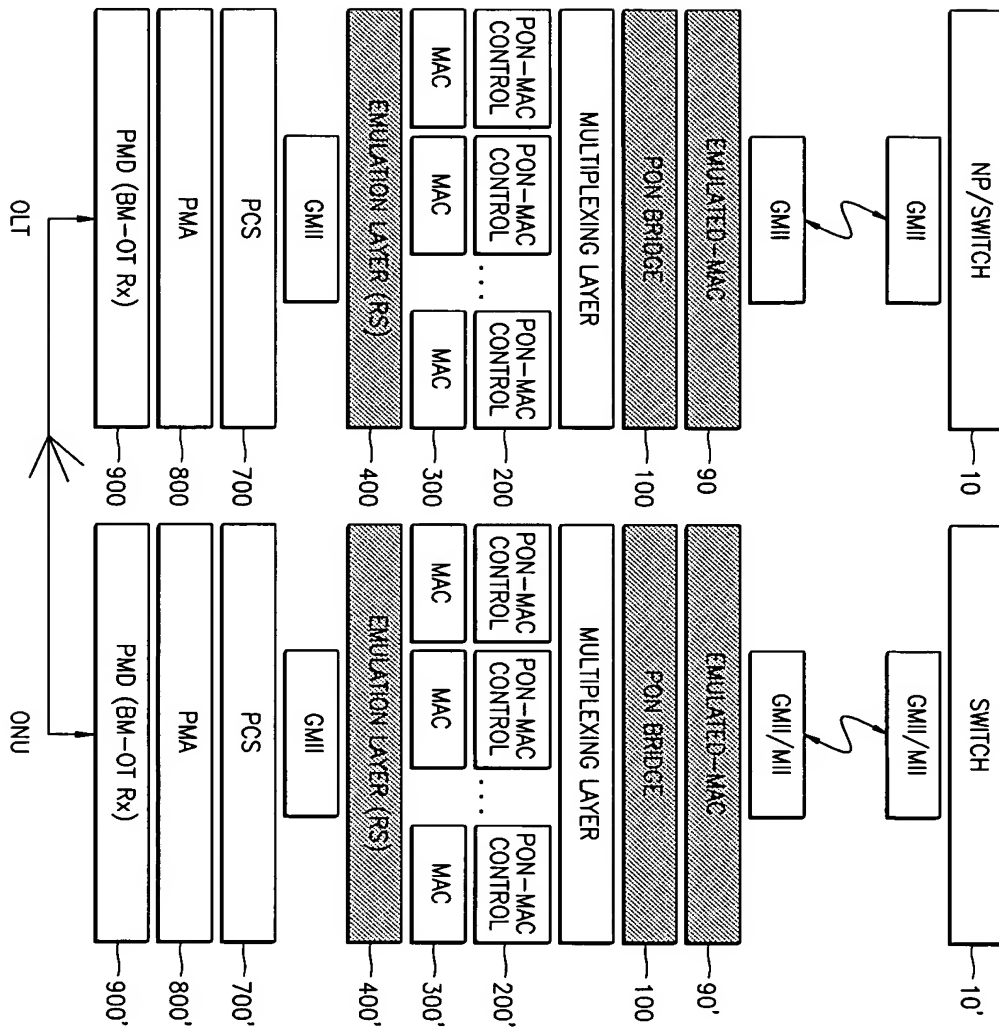 NP/SWITCH
10
SWITCH
10'
GMII
GMII/MII
GMII
GMII/MII
EMULATED-MAC
90
EMULATED-MAC
90'
PON BRIDGE
100
PON BRIDGE
100
MULTIPLEXING LAYER
MULTIPLEXING LAYER
PON-MAC
CONTROL
PON-MAC
CONTROL
...
PON-MAC
CONTROL
200
PON-MAC
CONTROL
PON-MAC
CONTROL
...
PON-MAC
CONTROL
200'
MAC
MAC
MAC
300
MAC
MAC
MAC
300'
EMULATION LAYER (RS)
400
EMULATION LAYER (RS)
400'
GMII
GMII
PCS
700
PCS
700'
PMA
800
PMA
800'
PMD (BM-OT Rx)
900
PMD (BM-OT Rx)
900'
OLT
ONU